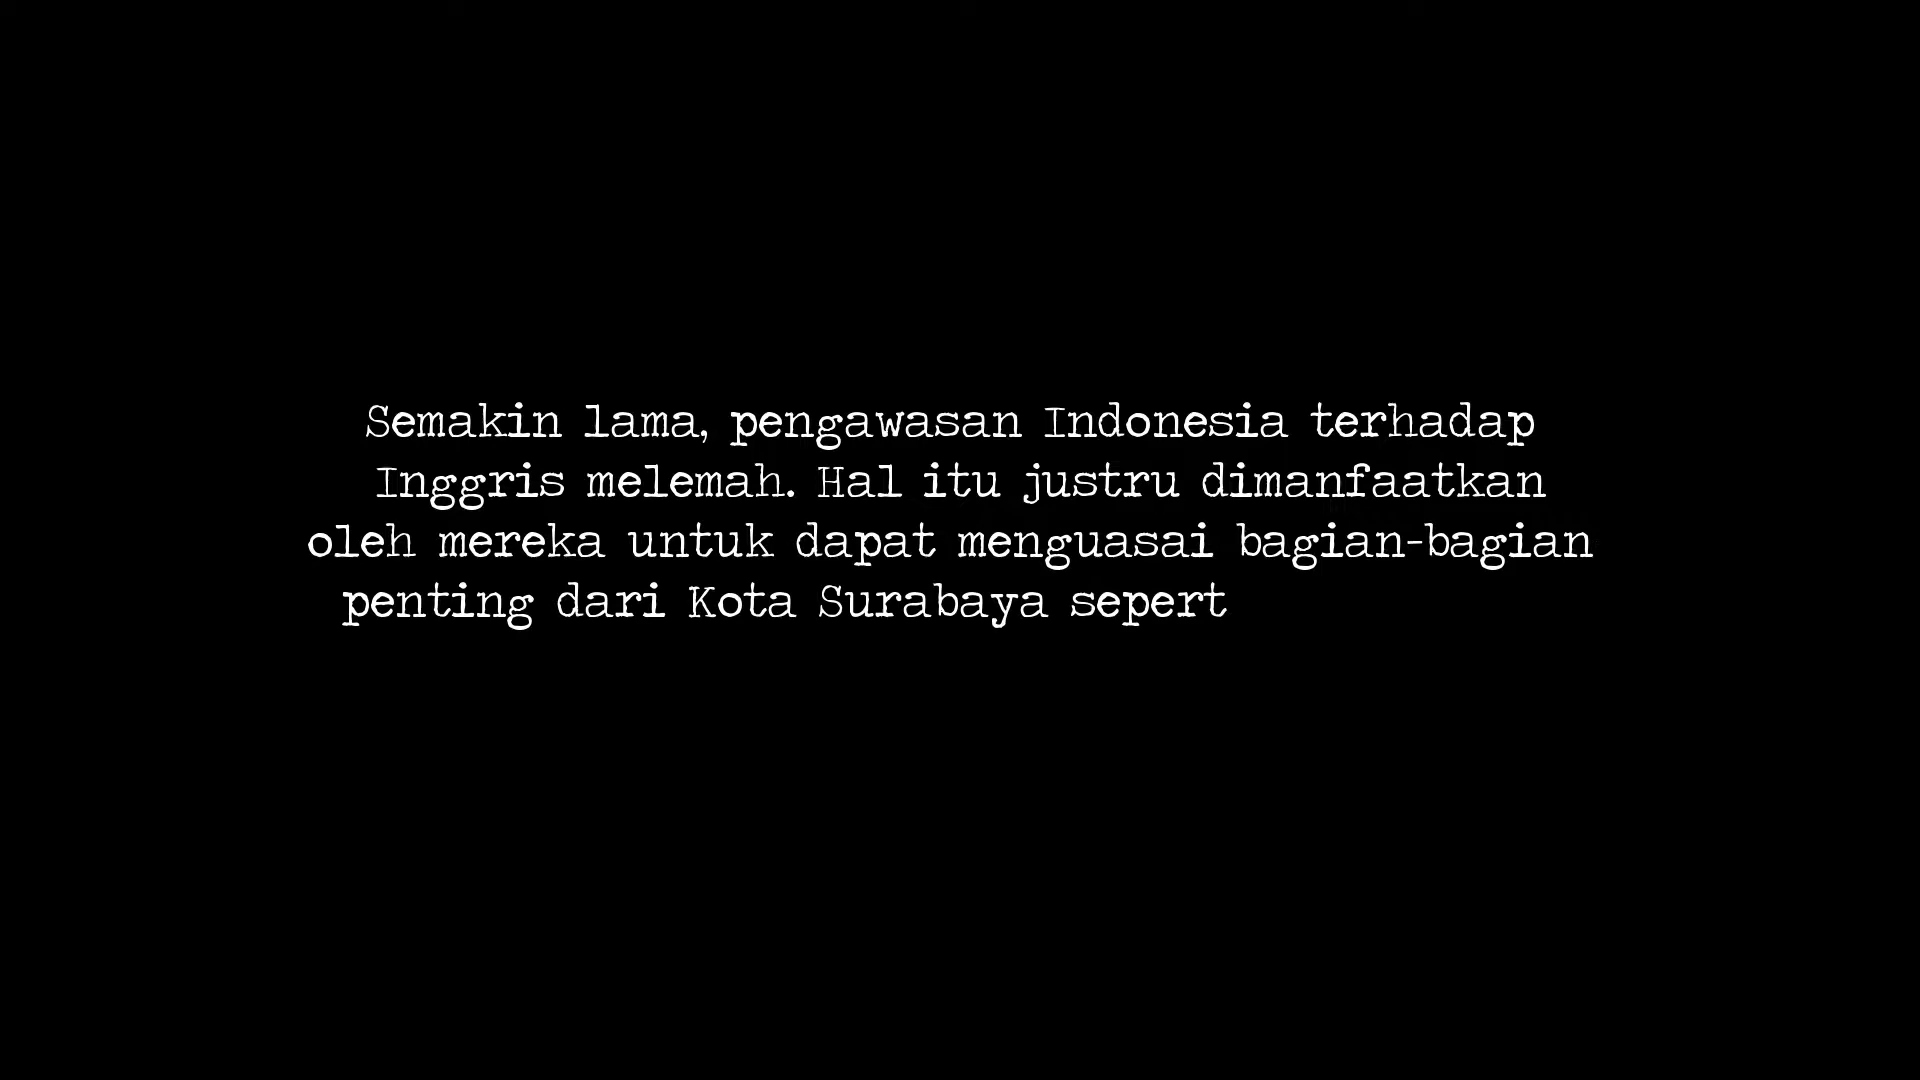 Semakin lama, pengawasan Indonesia terhadap
Inggris melemah. Hal itu justru dimanfaatkan
oleh mereka untuk dapat menguasai bagian-bagian
penting dari Kota Surabaya sepert